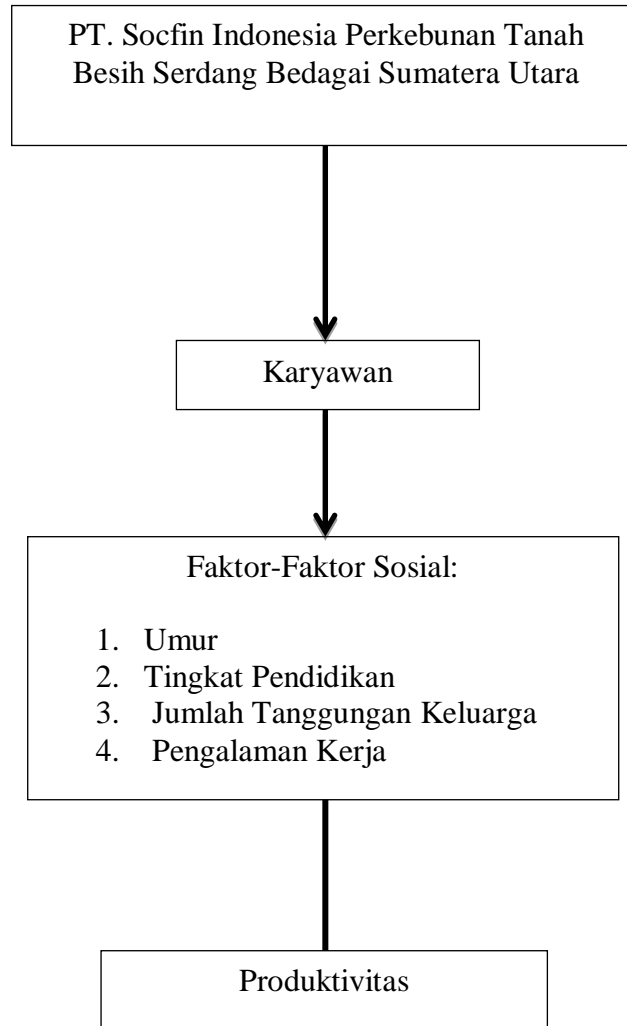 PT. Socfin Indonesia Perkebunan Tanah
Besih Serdang Bedagai Sumatera Utara
Karyawan
Faktor-Faktor Sosial:
1. Umur
2. Tingkat Pendidikan
3. Jumlah Tanggungan Keluarga
4. Pengalaman Kerja
Produktivitas